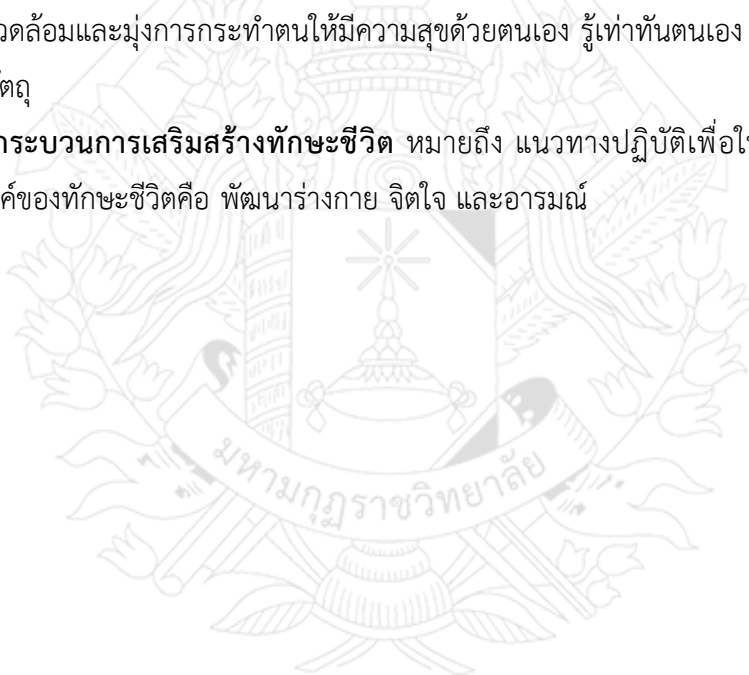 วดล้อมและมุ่งการกระทำตนให้มีความสุขด้วยตนเอง รู้เท่าทันตนเอง
ัตถุ
กระบวนการเสริมสร้างทักษะชีวิต หมายถึง แนวทางปฏิบัติเพื่อใ
ค์ของทักษะชีวิตคือ พัฒนาร่างกาย จิตใจ และอารมณ์
มหามกุฏราชวิทยาลัย